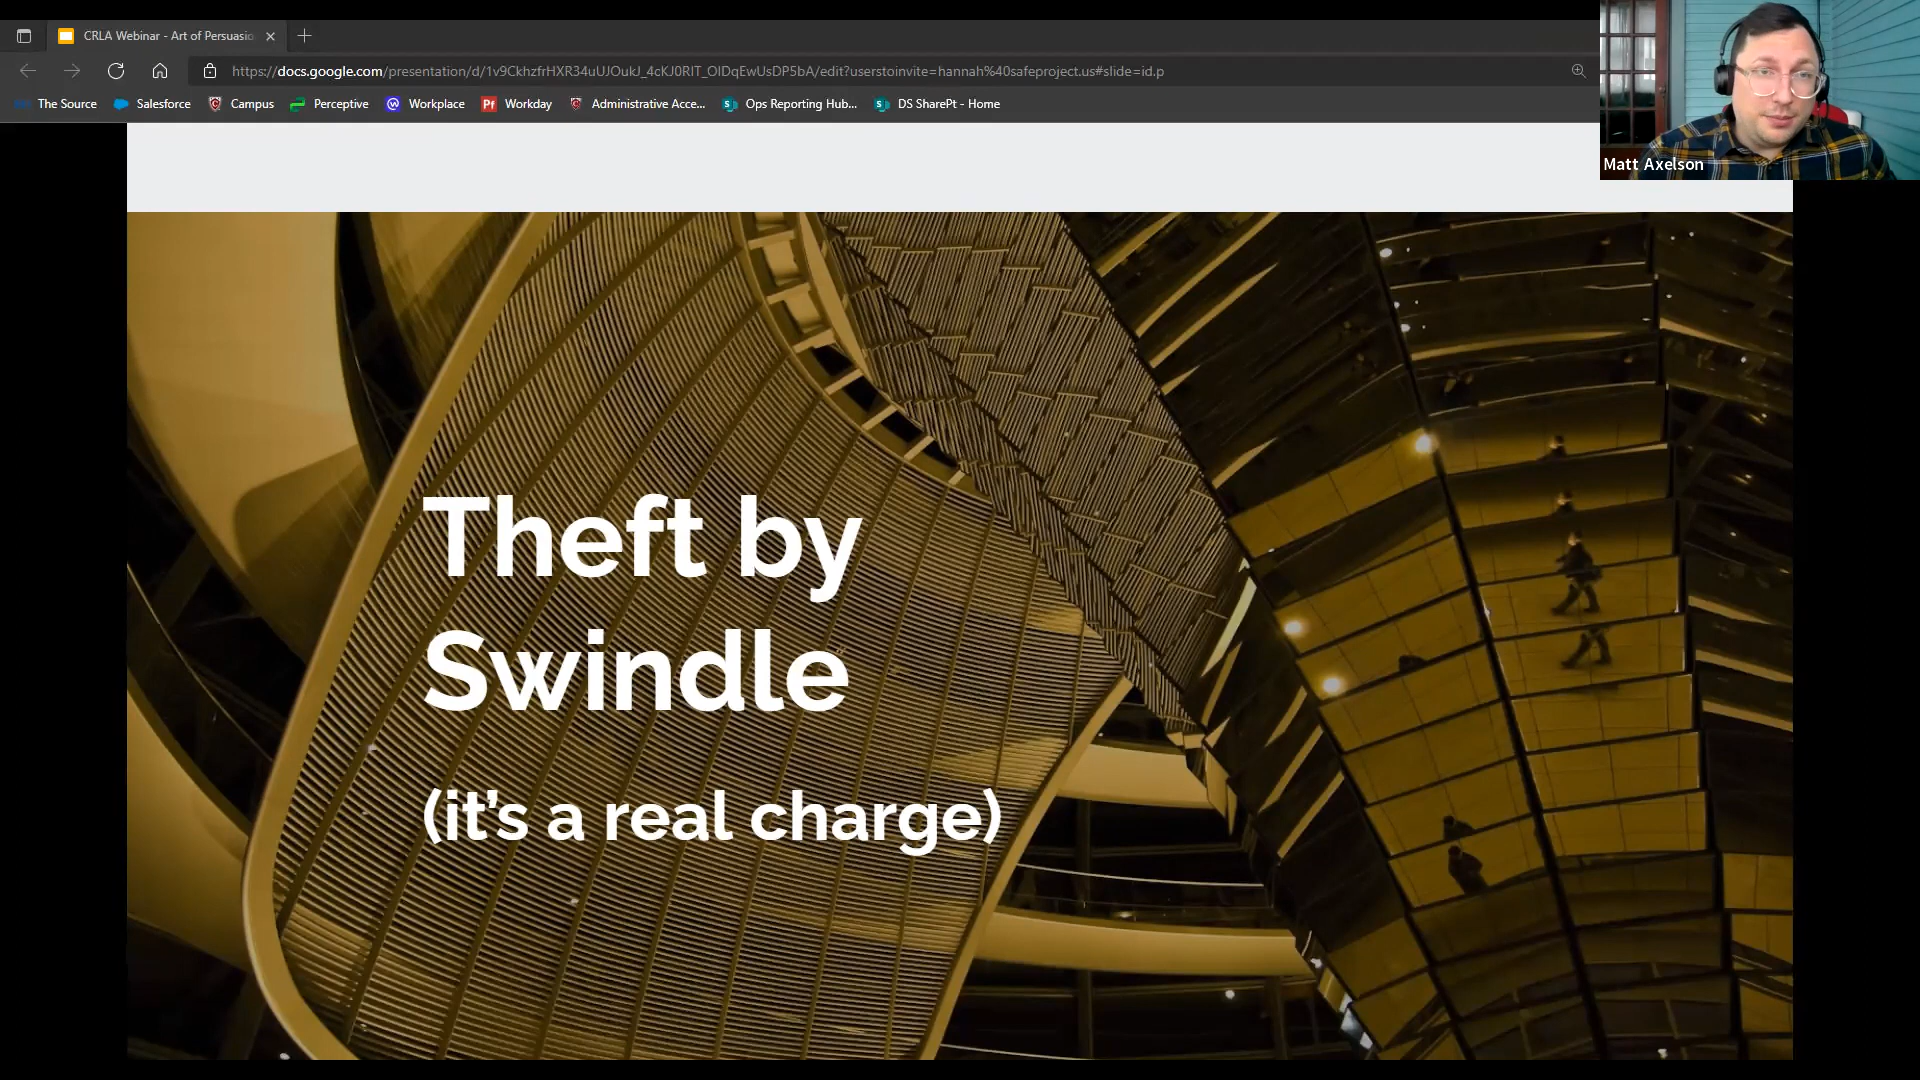 CRLA Webinar - Art of Persuasio
https://docs.google.com/presentation/d/1v9CkhzfrHXR34uUJOukJ_4cKJ0RIT_OIDqEwUsDP5bA/edit?userstoinvite=hannah%40safeproject.us#slide=id.p
The Source Salesforce Campus Perceptive Workplace Pf Workday Administrative Acce... Ops Reporting Hub... DS SharePt - Home
Matt Axelson
Theft by
Swindle
(it's a real charge)